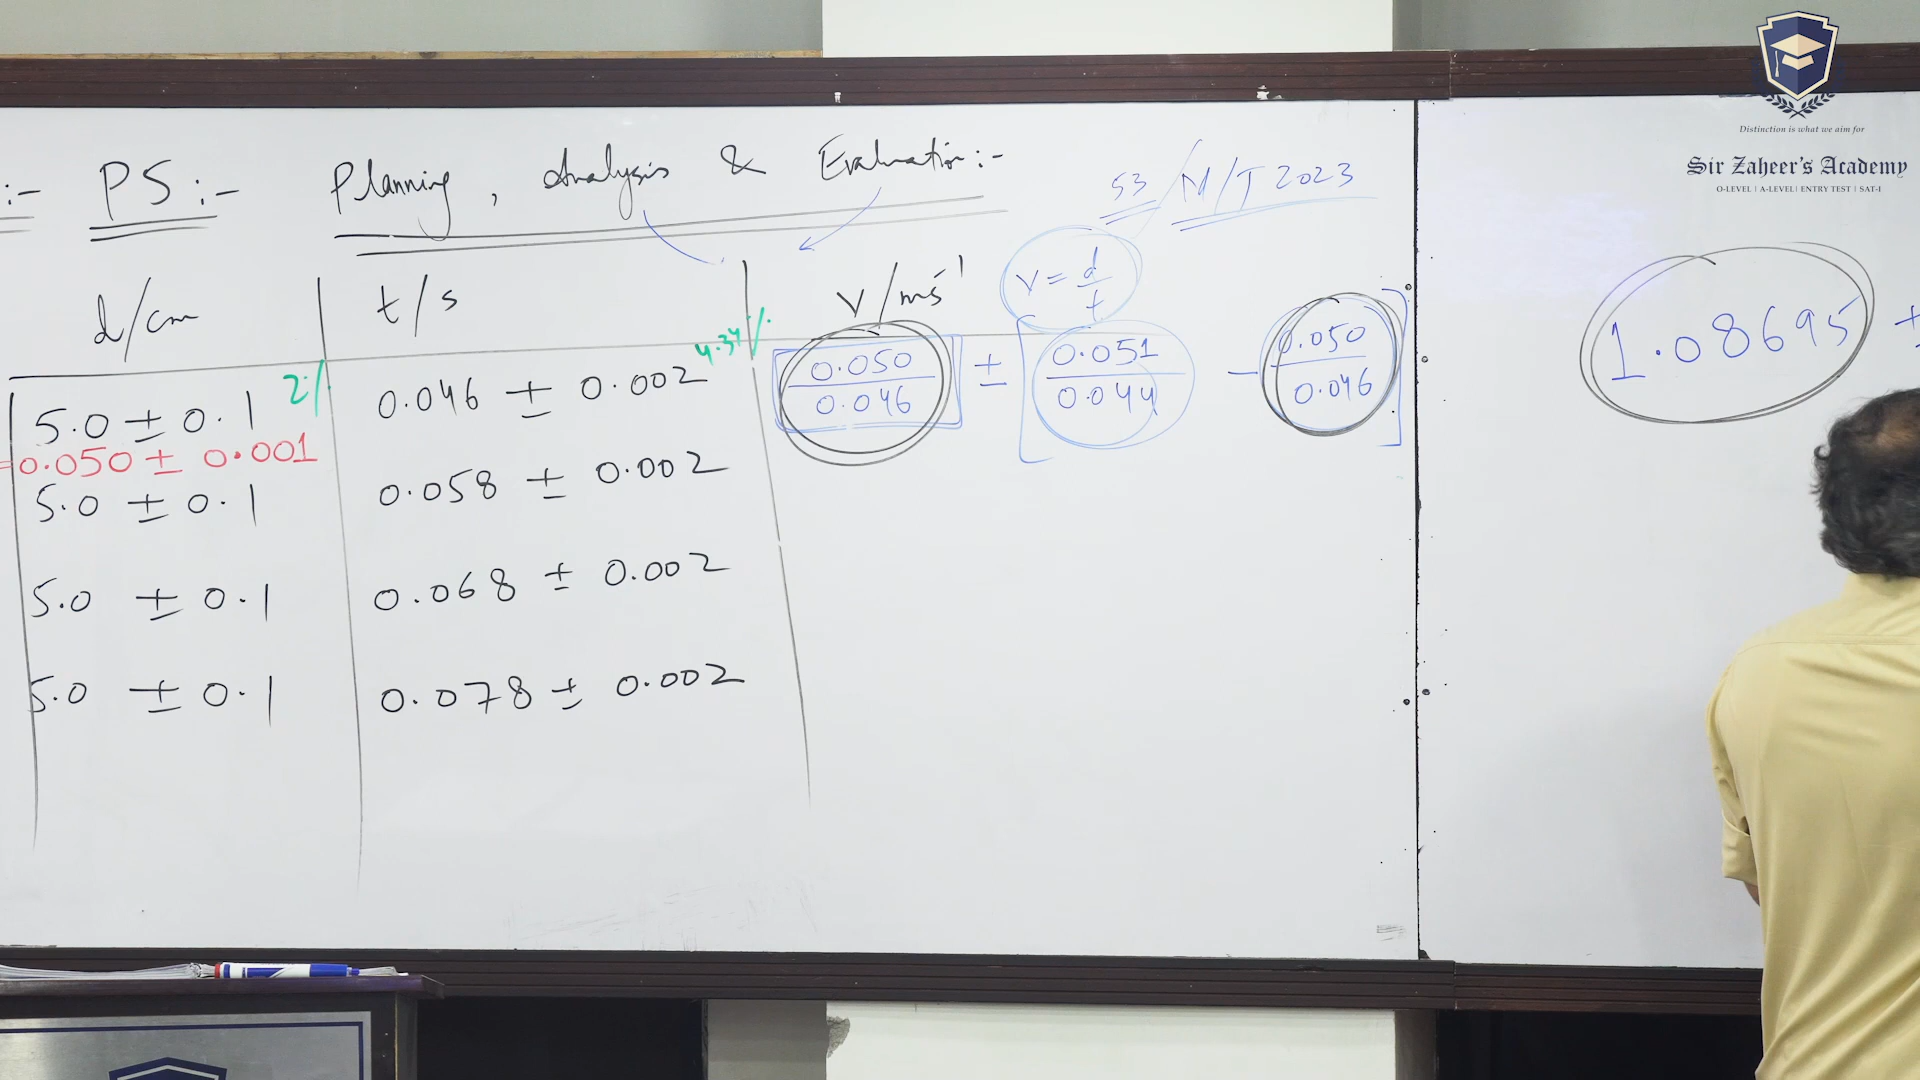 :- P5 :- Planning, Analysis & Evaluation :-
53 M/J 2023
d/cm t/s V/ms⁻¹ v = d/t
2% 4.34%
5.0 ± 0.1 0.046 ± 0.002 [0.050/0.046] ± [0.051/0.044 - 0.050/0.046]
=0.050 ± 0.001
5.0 ± 0.1 0.058 ± 0.002
5.0 ± 0.1 0.068 ± 0.002
5.0 ± 0.1 0.078 ± 0.002
1.08695 ±
Distinction is what we aim for
Sir Zaheer's Academy
O-LEVEL | A-LEVEL | ENTRY TEST | SAT-I